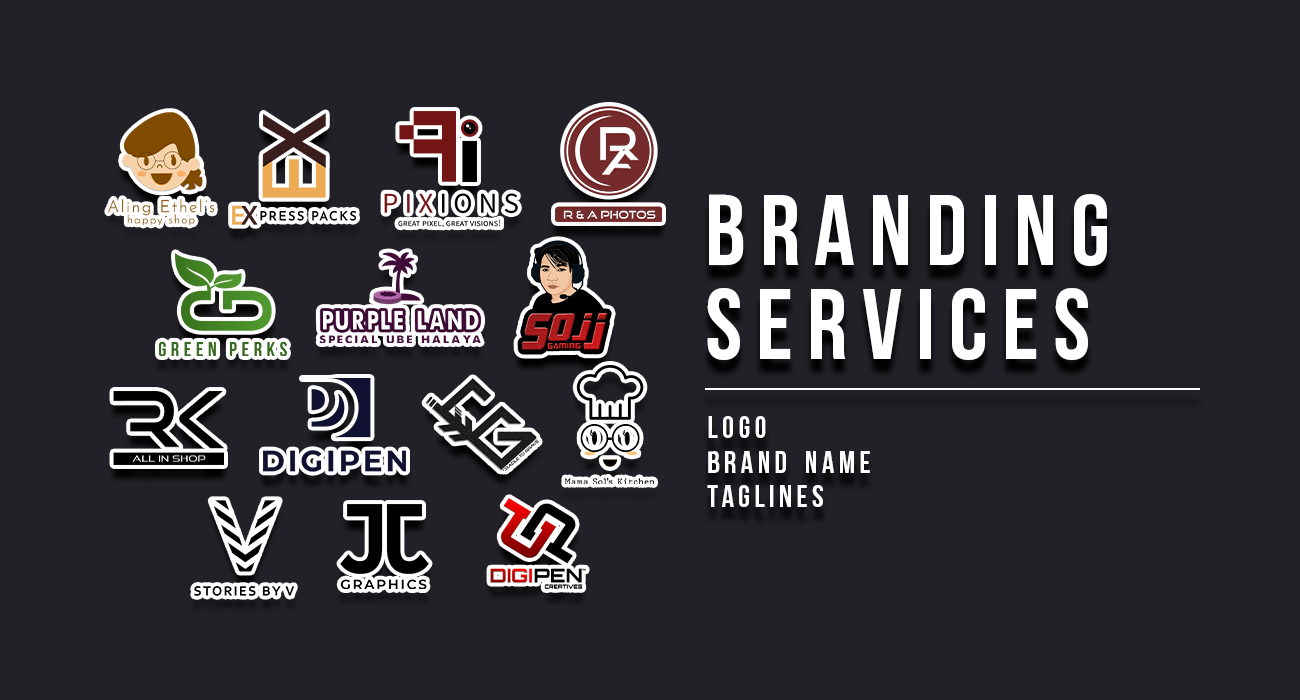 Aling Ethel's
happy shop
EXPRESS PACKS
PIXIONS
GREAT PIXEL, GREAT VISIONS!
R & A PHOTOS
GREEN PERKS
PURPLE LAND
SPECIAL UBE HALAYA
SOJJ
GAMING
RK
ALL IN SHOP
DIGIPEN
Mama Sol's Kitchen
STORIES BY V
JC
GRAPHICS
DIGIPEN
CREATIVES
BRANDING
SERVICES
LOGO
BRAND NAME
TAGLINES